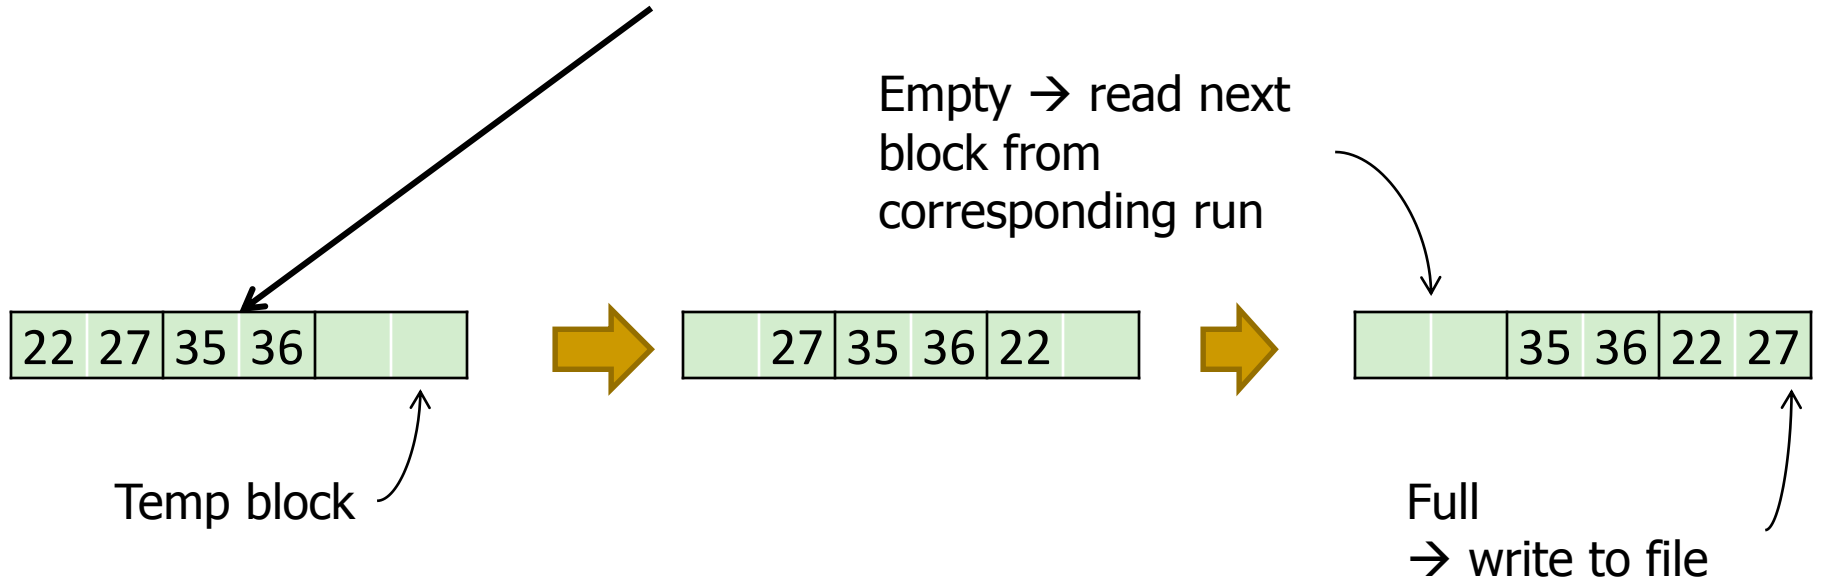 Empty → read next
block from
corresponding run
22 27 35 36
27 35 36 22
35 36 22 27
Temp block
Full
→ write to file